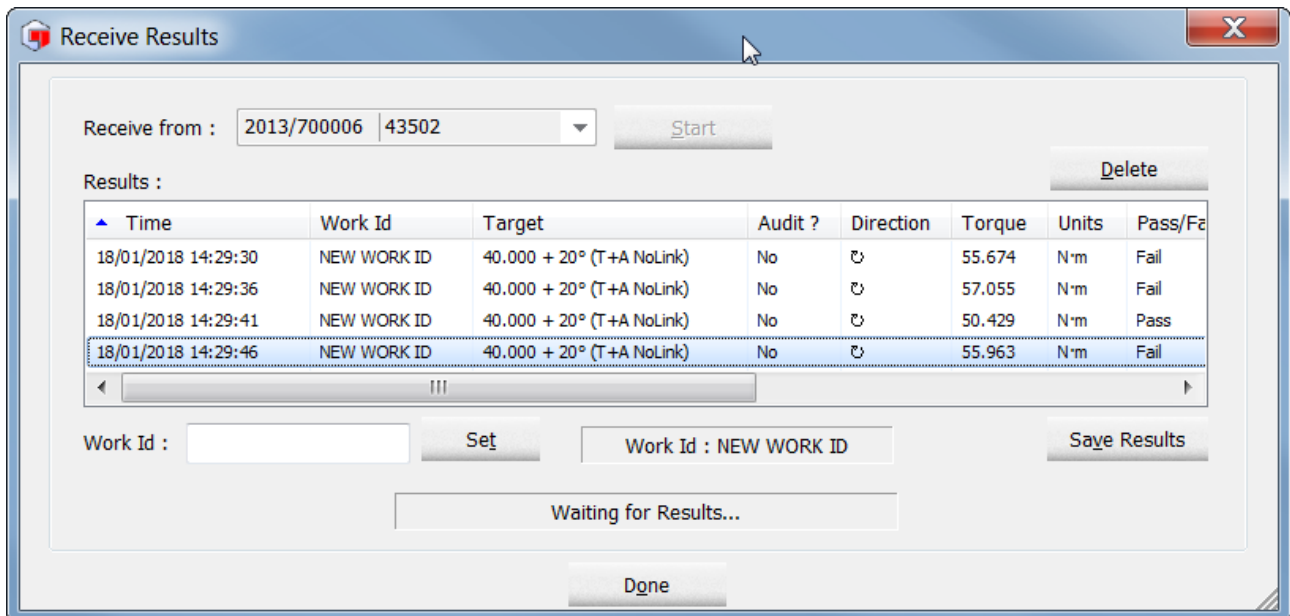 Receive Results
Receive from : 2013/700006 43502 Start
Delete
Results :
Time Work Id Target Audit ? Direction Torque Units Pass/Fa
18/01/2018 14:29:30 NEW WORK ID 40.000 + 20° (T+A NoLink) No ↻ 55.674 N·m Fail
18/01/2018 14:29:36 NEW WORK ID 40.000 + 20° (T+A NoLink) No ↻ 57.055 N·m Fail
18/01/2018 14:29:41 NEW WORK ID 40.000 + 20° (T+A NoLink) No ↻ 50.429 N·m Pass
18/01/2018 14:29:46 NEW WORK ID 40.000 + 20° (T+A NoLink) No ↻ 55.963 N·m Fail
Work Id : Set Work Id : NEW WORK ID Save Results
Waiting for Results...
Done